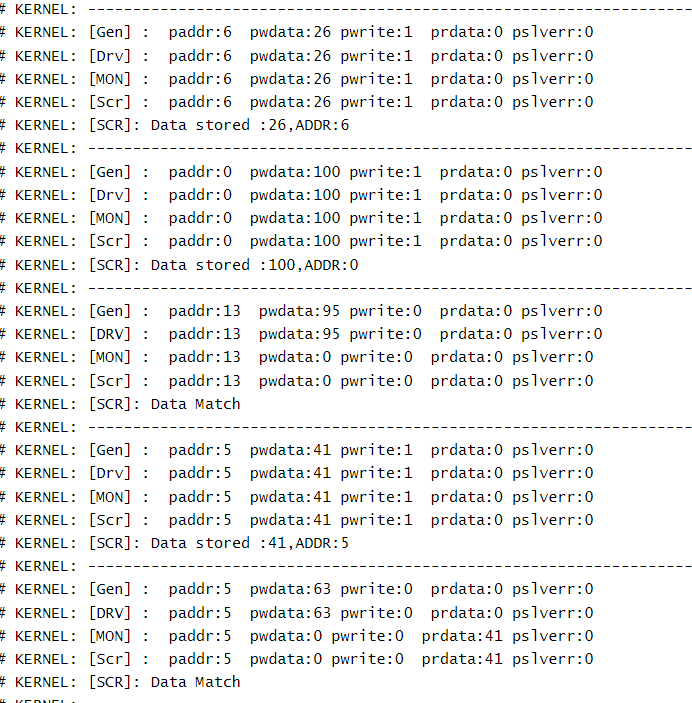 # KERNEL: -------------------------------------------------------------------
# KERNEL: [Gen] :  paddr:6  pwdata:26 pwrite:1  prdata:0 pslverr:0
# KERNEL: [Drv] :  paddr:6  pwdata:26 pwrite:1  prdata:0 pslverr:0
# KERNEL: [MON] :  paddr:6  pwdata:26 pwrite:1  prdata:0 pslverr:0
# KERNEL: [Scr] :  paddr:6  pwdata:26 pwrite:1  prdata:0 pslverr:0
# KERNEL: [SCR]: Data stored :26,ADDR:6
# KERNEL: -------------------------------------------------------------------
# KERNEL: [Gen] :  paddr:0  pwdata:100 pwrite:1  prdata:0 pslverr:0
# KERNEL: [Drv] :  paddr:0  pwdata:100 pwrite:1  prdata:0 pslverr:0
# KERNEL: [MON] :  paddr:0  pwdata:100 pwrite:1  prdata:0 pslverr:0
# KERNEL: [Scr] :  paddr:0  pwdata:100 pwrite:1  prdata:0 pslverr:0
# KERNEL: [SCR]: Data stored :100,ADDR:0
# KERNEL: -------------------------------------------------------------------
# KERNEL: [Gen] :  paddr:13  pwdata:95 pwrite:0  prdata:0 pslverr:0
# KERNEL: [DRV] :  paddr:13  pwdata:95 pwrite:0  prdata:0 pslverr:0
# KERNEL: [MON] :  paddr:13  pwdata:0 pwrite:0  prdata:0 pslverr:0
# KERNEL: [Scr] :  paddr:13  pwdata:0 pwrite:0  prdata:0 pslverr:0
# KERNEL: [SCR]: Data Match
# KERNEL: -------------------------------------------------------------------
# KERNEL: [Gen] :  paddr:5  pwdata:41 pwrite:1  prdata:0 pslverr:0
# KERNEL: [Drv] :  paddr:5  pwdata:41 pwrite:1  prdata:0 pslverr:0
# KERNEL: [MON] :  paddr:5  pwdata:41 pwrite:1  prdata:0 pslverr:0
# KERNEL: [Scr] :  paddr:5  pwdata:41 pwrite:1  prdata:0 pslverr:0
# KERNEL: [SCR]: Data stored :41,ADDR:5
# KERNEL: -------------------------------------------------------------------
# KERNEL: [Gen] :  paddr:5  pwdata:63 pwrite:0  prdata:0 pslverr:0
# KERNEL: [DRV] :  paddr:5  pwdata:63 pwrite:0  prdata:0 pslverr:0
# KERNEL: [MON] :  paddr:5  pwdata:0 pwrite:0  prdata:41 pslverr:0
# KERNEL: [Scr] :  paddr:5  pwdata:0 pwrite:0  prdata:41 pslverr:0
# KERNEL: [SCR]: Data Match